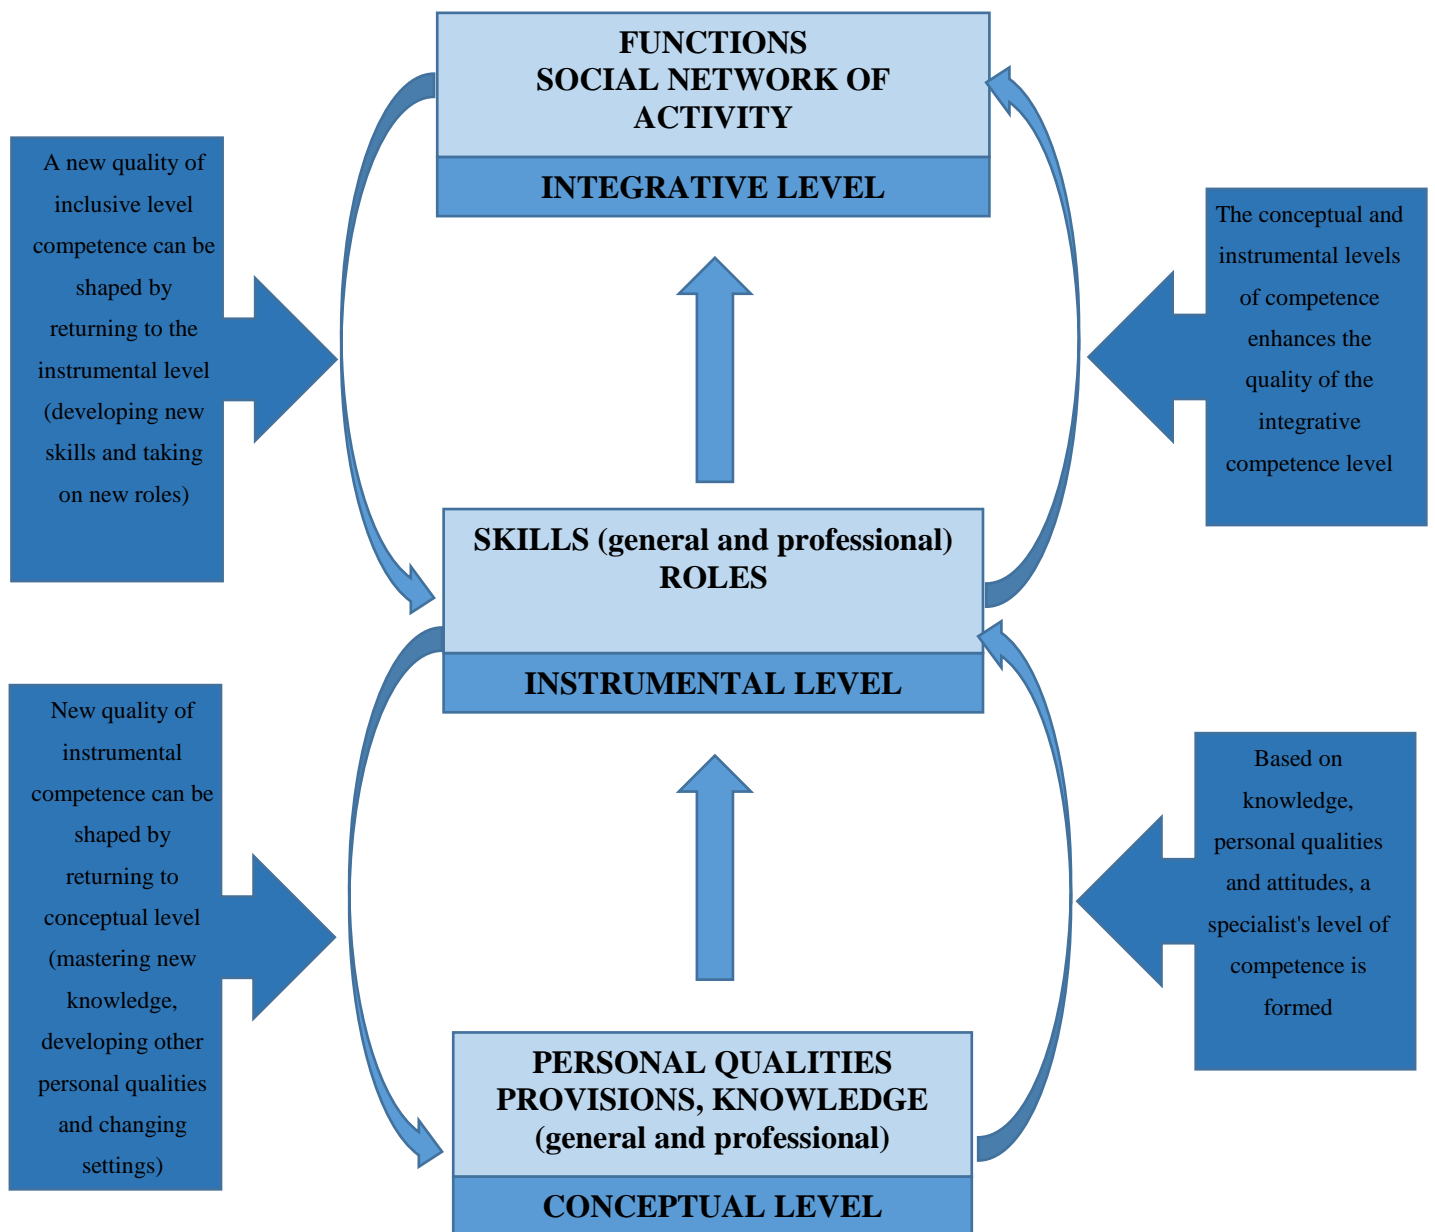 FUNCTIONS
SOCIAL NETWORK OF
ACTIVITY
INTEGRATIVE LEVEL
A new quality of
inclusive level
competence can be
shaped by
returning to the
instrumental level
(developing new
skills and taking
on new roles)
The conceptual and
instrumental levels
of competence
enhances the
quality of the
integrative
competence level
SKILLS (general and professional)
ROLES
INSTRUMENTAL LEVEL
New quality of
instrumental
competence can be
shaped by
returning to
conceptual level
(mastering new
knowledge,
developing other
personal qualities
and changing
settings)
Based on
knowledge,
personal qualities
and attitudes, a
specialist's level of
competence is
formed
PERSONAL QUALITIES
PROVISIONS, KNOWLEDGE
(general and professional)
CONCEPTUAL LEVEL